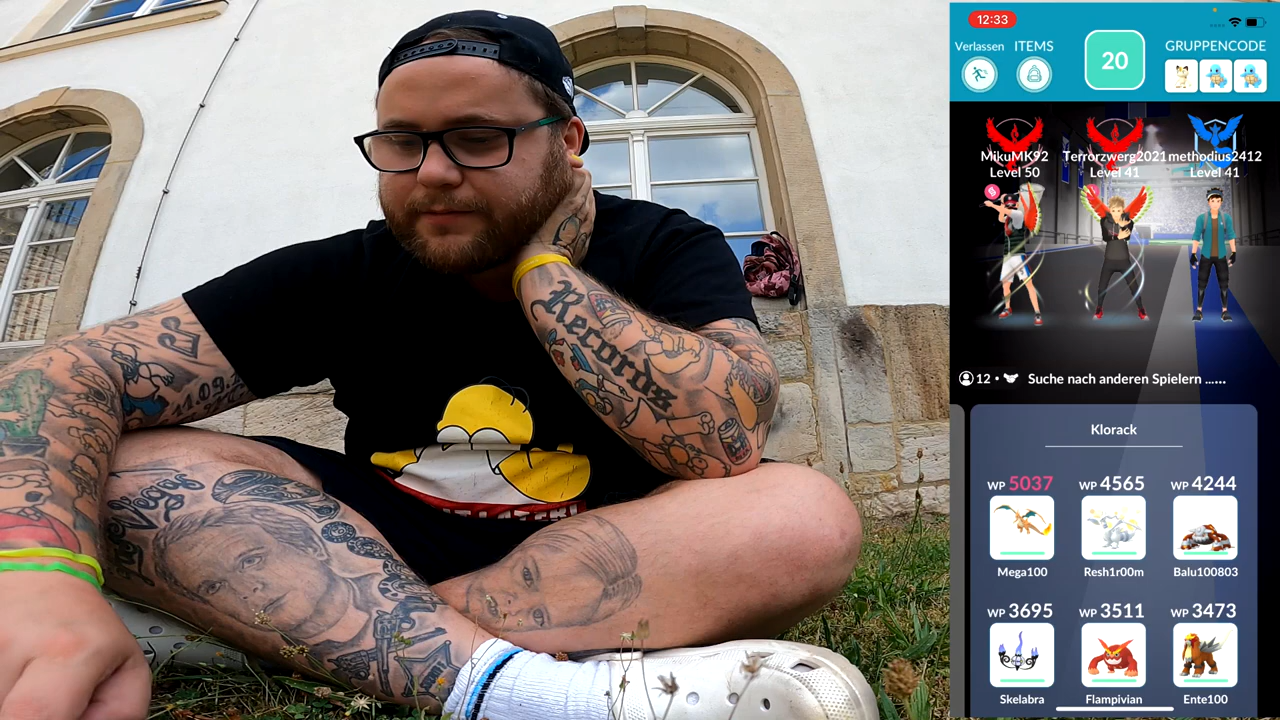 12:33
Verlassen ITEMS 20 GRUPPENCODE
MikuMK92 Terrorzwerg2021 methodius2412
Level 50 Level 41 Level 41
12 • Suche nach anderen Spielern ......
Klorack
WP 5037 WP 4565 WP 4244
Mega100 Resh1r00m Balu100803
WP 3695 WP 3511 WP 3473
Skelabra Flampivian Ente100
Records
Vegas